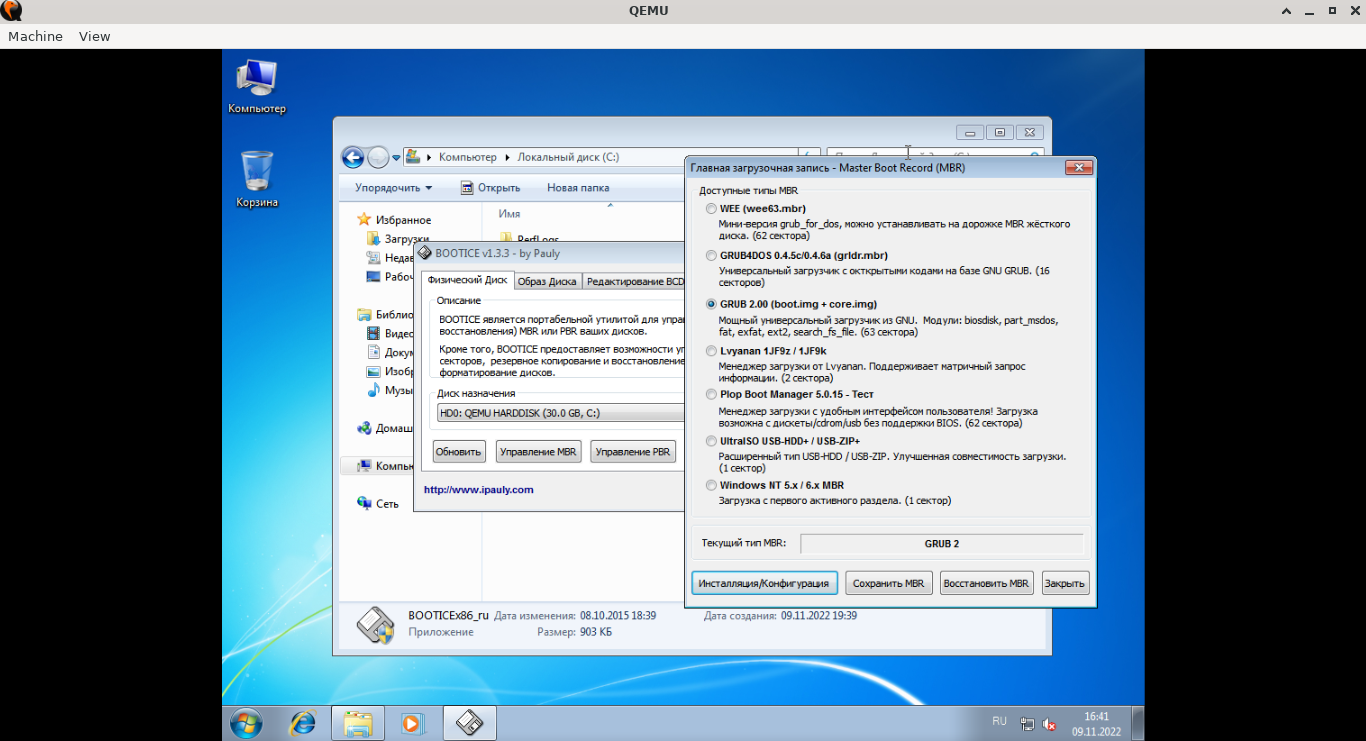 QEMU
Machine View
Компьютер
Корзина
Компьютер Локальный диск (C:)
Упорядочить Открыть Новая папка
Имя
Избранное
Загрузки
PerfLogs
BOOTICE v1.3.3 - by Pauly
Физический Диск Образ Диска Редактирование BCD
Описание
BOOTICE является портабельной утилитой для
восстановления) MBR или PBR ваших дисков.
Кроме того, BOOTICE предоставляет возможности
секторов, резервное копирование и восстановление
форматирование дисков.
Диск назначения
HD0: QEMU HARDDISK (30.0 GB, C:)
Обновить Управление MBR Управление PBR
http://www.ipauly.com
Сеть
Главная загрузочная запись - Master Boot Record (MBR)
Доступные типы MBR
WEE (wee63.mbr)
Мини-версия grub_for_dos, можно устанавливать на дорожке MBR жёсткого
диска. (62 сектора)
GRUB4DOS 0.4.5c/0.4.6a (grldr.mbr)
Универсальный загрузчик с октрытыми кодами на базе GNU GRUB. (16
секторов)
GRUB 2.00 (boot.img + core.img)
Мощный универсальный загрузчик из GNU. Модули: biosdisk, part_msdos,
fat, exfat, ext2, search_fs_file. (63 сектора)
Lvyanan 1JF9z / 1JF9k
Менеджер загрузки от Lvyanan. Поддерживает матричный запрос
информации. (2 сектора)
Plop Boot Manager 5.0.15 - Тест
Менеджер загрузки с удобным интерфейсом пользователя! Загрузка
возможна с дискеты/cdrom/usb без поддержки BIOS. (62 сектора)
UltraISO USB-HDD+ / USB-ZIP+
Расширенный тип USB-HDD / USB-ZIP. Улучшенная совместимость загрузки.
(1 сектор)
Windows NT 5.x / 6.x MBR
Загрузка с первого активного раздела. (1 сектор)
Текущий тип MBR: GRUB 2
Инсталляция/Конфигурация Сохранить MBR Восстановить MBR Закрыть
BOOTICEx86_ru Дата изменения: 08.10.2015 18:39 Дата создания: 09.11.2022 19:39
Приложение Размер: 903 КБ
RU 16:41
09.11.2022